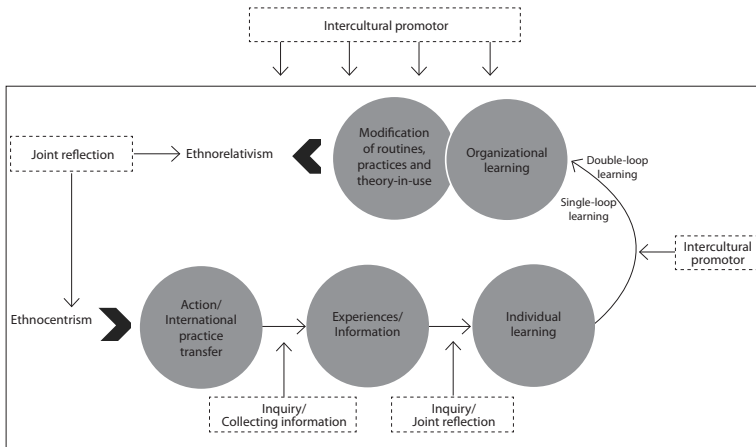 Intercultural promotor
Joint reflection
Ethnorelativism
Modification
of routines,
practices and
theory-in-use
Organizational
learning
Double-loop
learning
Single-loop
learning
Intercultural
promotor
Ethnocentrism
Action/
International
practice
transfer
Experiences/
Information
Individual
learning
Inquiry/
Collecting information
Inquiry/
Joint reflection